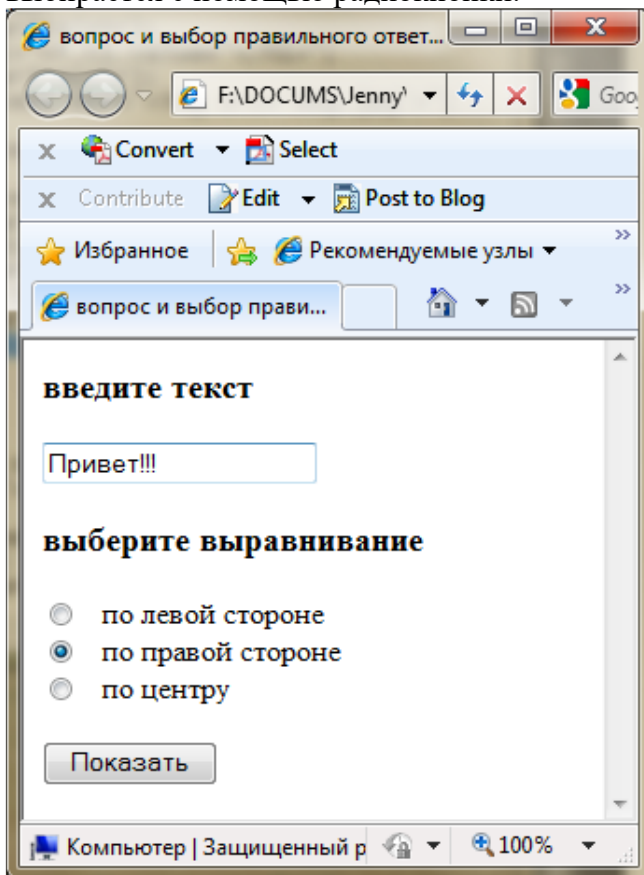 вопрос и выбор правильного ответ...
F:\DOCUMS\Jenny\
Goo
x Convert Select
x Contribute Edit Post to Blog
Избранное Рекомендуемые узлы
вопрос и выбор прави...
введите текст
Привет!!!
выберите выравнивание
по левой стороне
по правой стороне
по центру
Показать
Компьютер | Защищенный р 100%